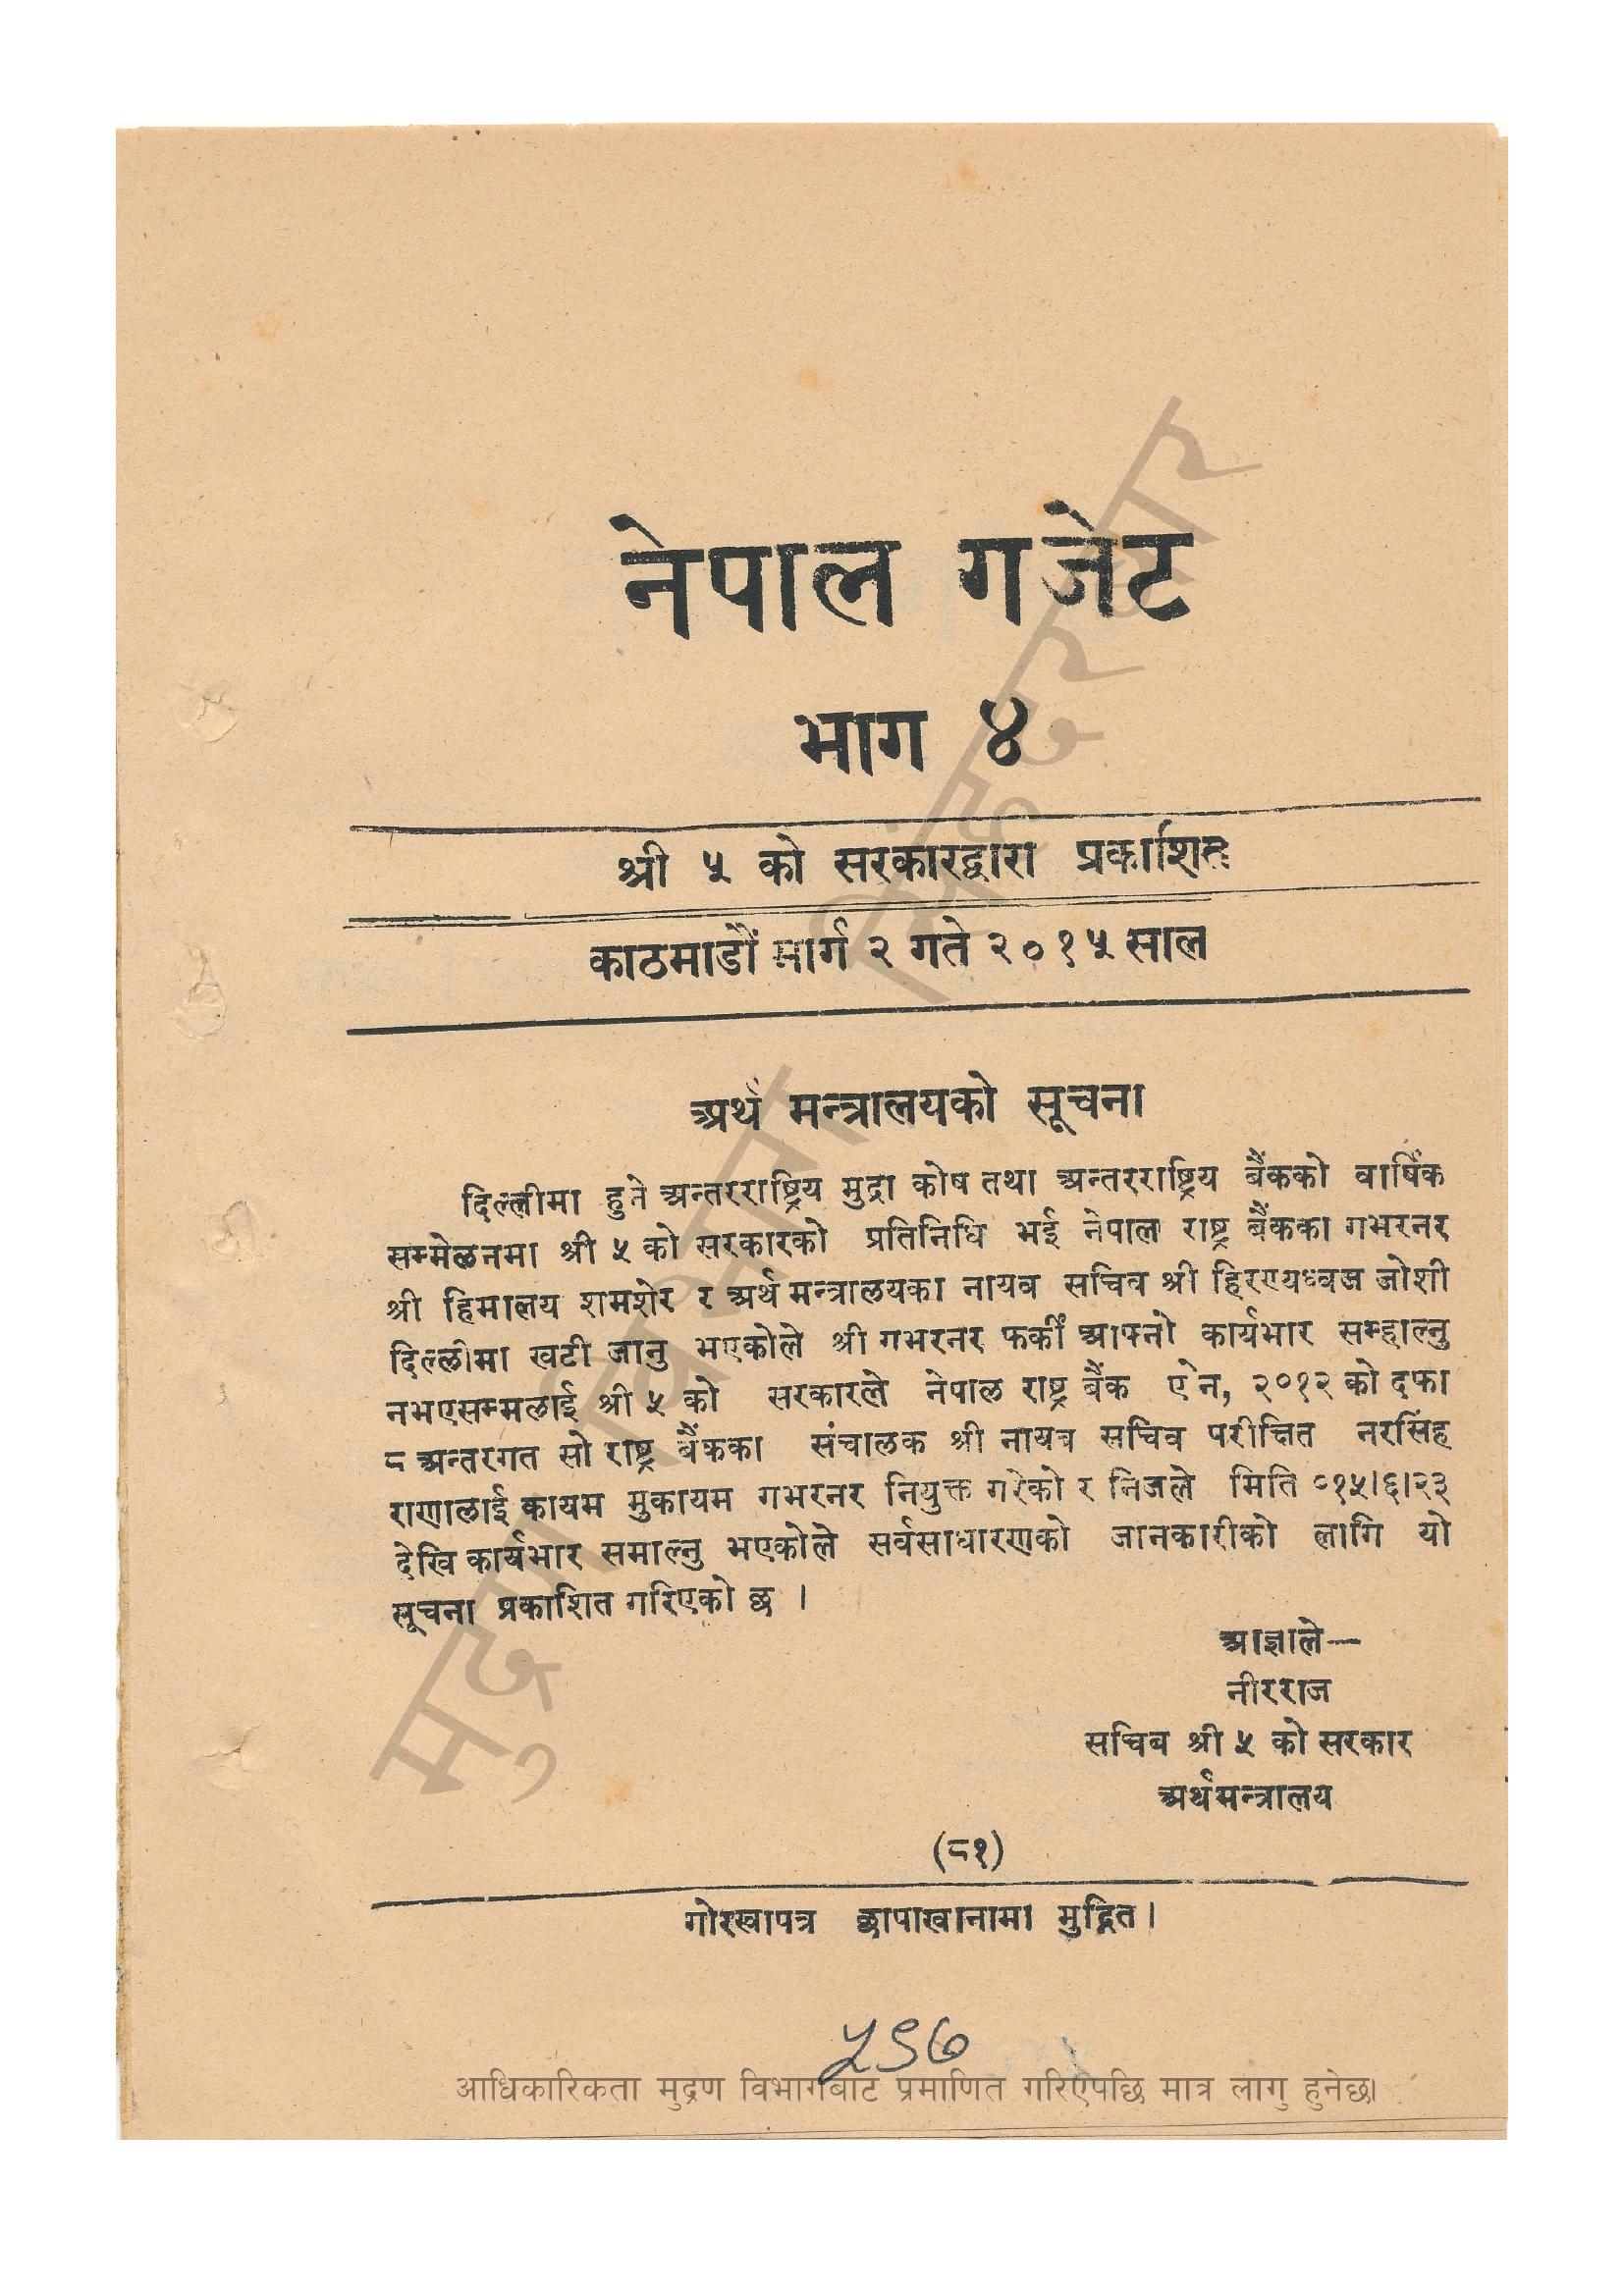 नेपाल गजेट
भाग ४
श्री ५ को सरकारद्वारा प्रकाशित
काठमाडौं मार्ग २ गते २०१५ साल
अर्थ मन्त्रालयको सूचना
दिल्लीमा हुने अन्तरराष्ट्रिय मुद्रा कोष तथा अन्तरराष्ट्रिय बैंकको वार्षिक
सम्मेलनमा श्री ५ को सरकारको प्रतिनिधि भई नेपाल राष्ट्र बैंकका गभरनर
श्री हिमालय शमशेर र अर्थ मन्त्रालयका नायव सचिव श्री हिरण्यध्वज जोशी
दिल्लीमा खटी जानु भएकोले श्री गभरनर फर्की आफ्नो कार्यभार सम्हाल्नु
नभएसम्मलाई श्री ५ को सरकारले नेपाल राष्ट्र बैंक ऐन, २०१२ को दफा
८ अन्तरगत सो राष्ट्र बैंकका संचालक श्री नायव सचिव परीक्षित नरसिंह
राणालाई कायम मुकायम गभरनर नियुक्त गरेको र निजले मिति ०१५।६।२३
देखि कार्यभार समाल्नु भएकोले सर्वसाधारणको जानकारीको लागि यो
सूचना प्रकाशित गरिएको छ ।
आज्ञाले—
नीरराज
सचिव श्री ५ को सरकार
अर्थमन्त्रालय
(८१)
गोरखापत्र छापाखानामा मुद्रित।
५९७
आधिकारिकता मुद्रण विभागबाट प्रमाणित गरिएपछि मात्र लागु हुनेछ।
मुद्रण विभाग सिंहदरबार